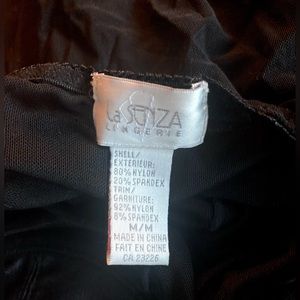 La SENZA
LINGERIE
SHELL/
EXTERIEUR:
80% NYLON
20% SPANDEX
TRIM/
GARNITURE:
92% NYLON
8% SPANDEX
M/M
MADE IN CHINA
FAIT EN CHINE
CA 23226